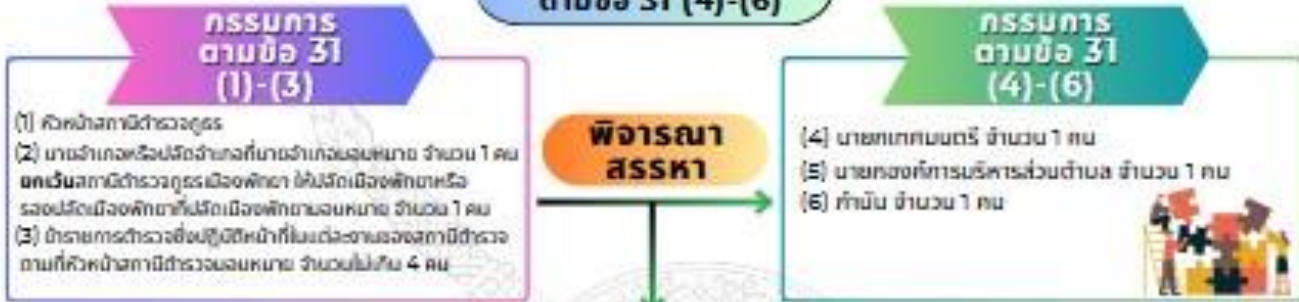 ตามข้อ 31 (4)-(6)
กรรมการ
ตามข้อ 31
(1)-(3)
(1) หัวหน้าสถานีตำรวจภูธร
(2) นายอำเภอหรือปลัดอำเภอที่นายอำเภอมอบหมาย จำนวน 1 คน
ยกเว้นสถานีตำรวจภูธรเมืองพัทยา ให้ปลัดเมืองพัทยาหรือ
รองปลัดเมืองพัทยาที่ปลัดเมืองพัทยามอบหมาย จำนวน 1 คน
(3) ข้าราชการตำรวจซึ่งปฏิบัติหน้าที่ในแต่ละงานของสถานีตำรวจ
ตามที่หัวหน้าสถานีตำรวจมอบหมาย จำนวนไม่เกิน 4 คน
พิจารณา
สรรหา
กรรมการ
ตามข้อ 31
(4)-(6)
(4) นายกเทศมนตรี จำนวน 1 คน
(5) นายกองค์การบริหารส่วนตำบล จำนวน 1 คน
(6) กำนัน จำนวน 1 คน